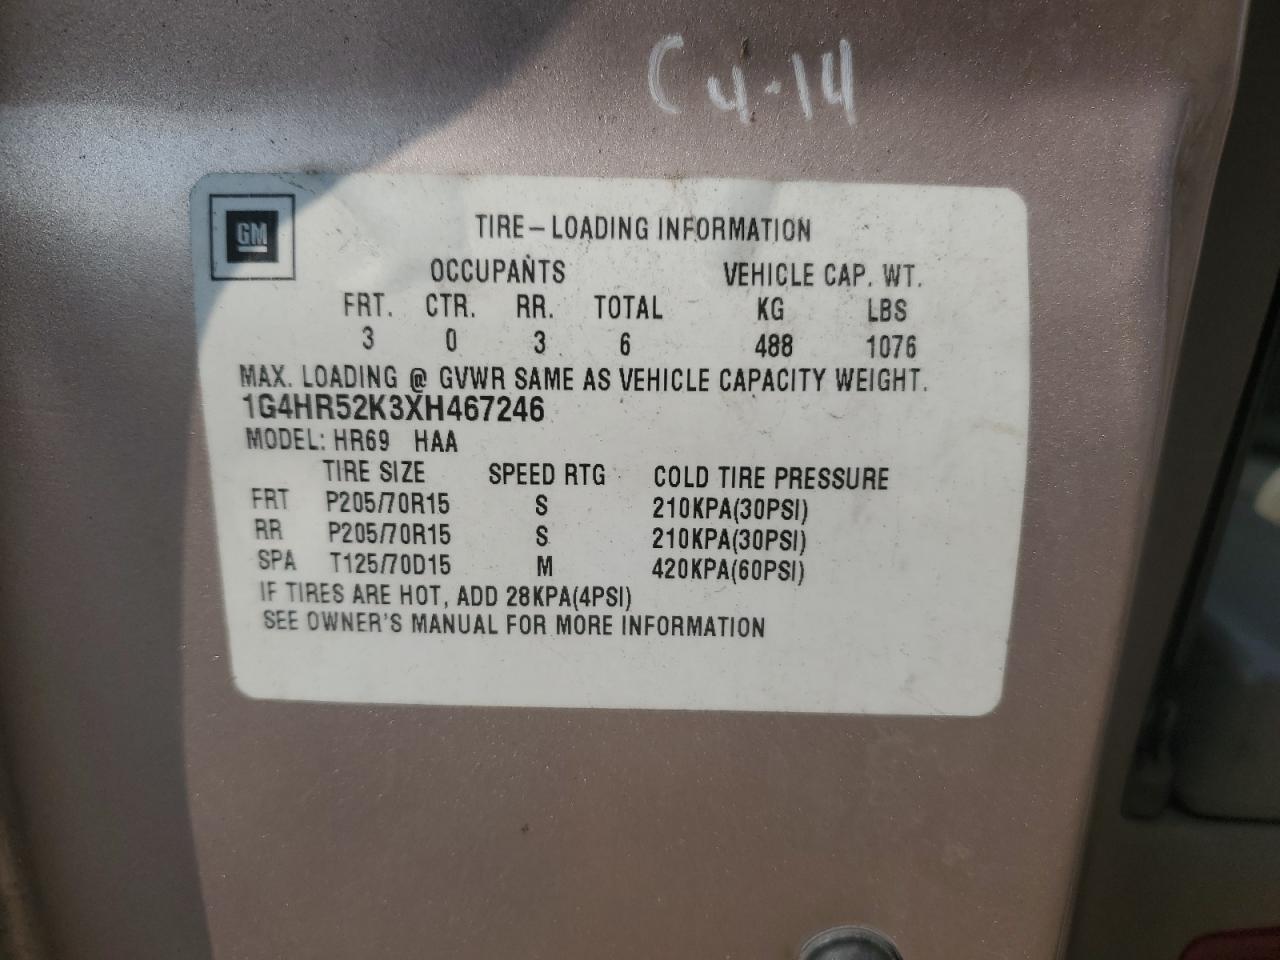 C 4-14
GM
TIRE-LOADING INFORMATION
OCCUPANTS VEHICLE CAP. WT.
FRT. CTR. RR. TOTAL KG LBS
3 0 3 6 488 1076
MAX. LOADING @ GVWR SAME AS VEHICLE CAPACITY WEIGHT.
1G4HR52K3XH467246
MODEL: HR69 HAA
TIRE SIZE SPEED RTG COLD TIRE PRESSURE
FRT P205/70R15 S 210KPA(30PSI)
RR P205/70R15 S 210KPA(30PSI)
SPA T125/70D15 M 420KPA(60PSI)
IF TIRES ARE HOT, ADD 28KPA(4PSI)
SEE OWNER'S MANUAL FOR MORE INFORMATION